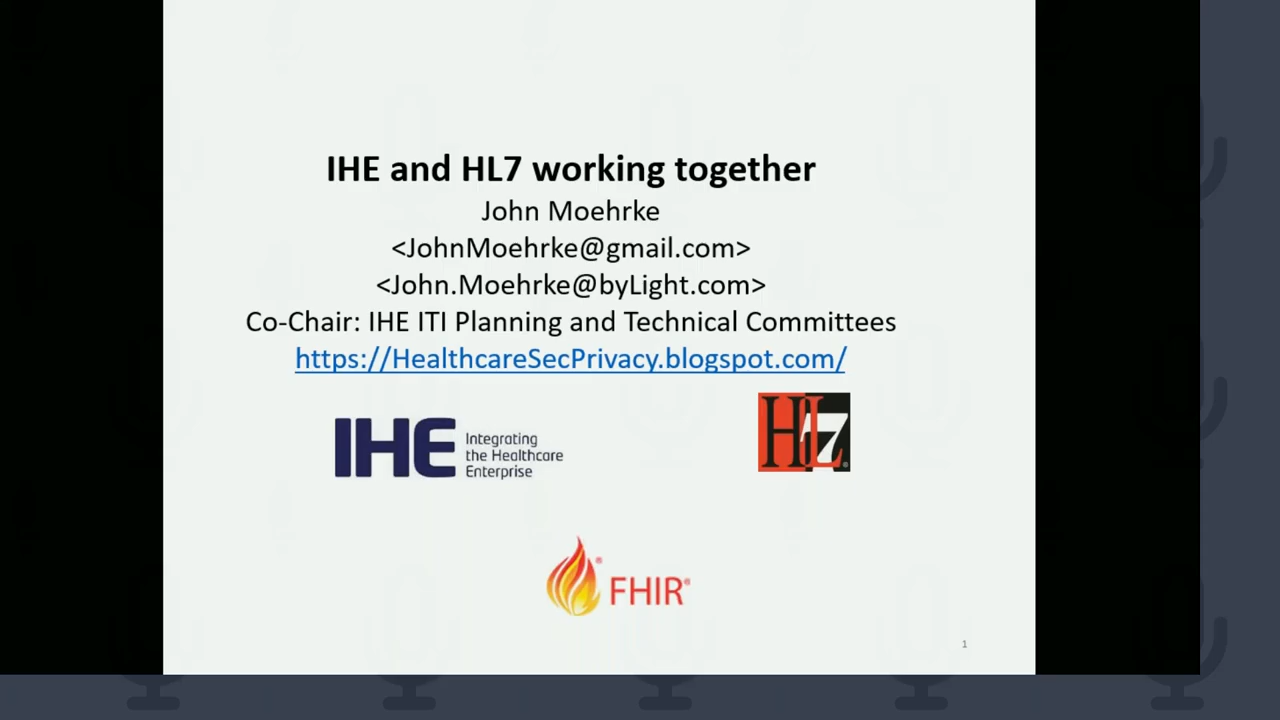 IHE and HL7 working together
John Moehrke
<JohnMoehrke@gmail.com>
<John.Moehrke@byLight.com>
Co-Chair: IHE ITI Planning and Technical Committees
https://HealthcareSecPrivacy.blogspot.com/
IHE
Integrating
the Healthcare
Enterprise
HL7®
FHIR®
1